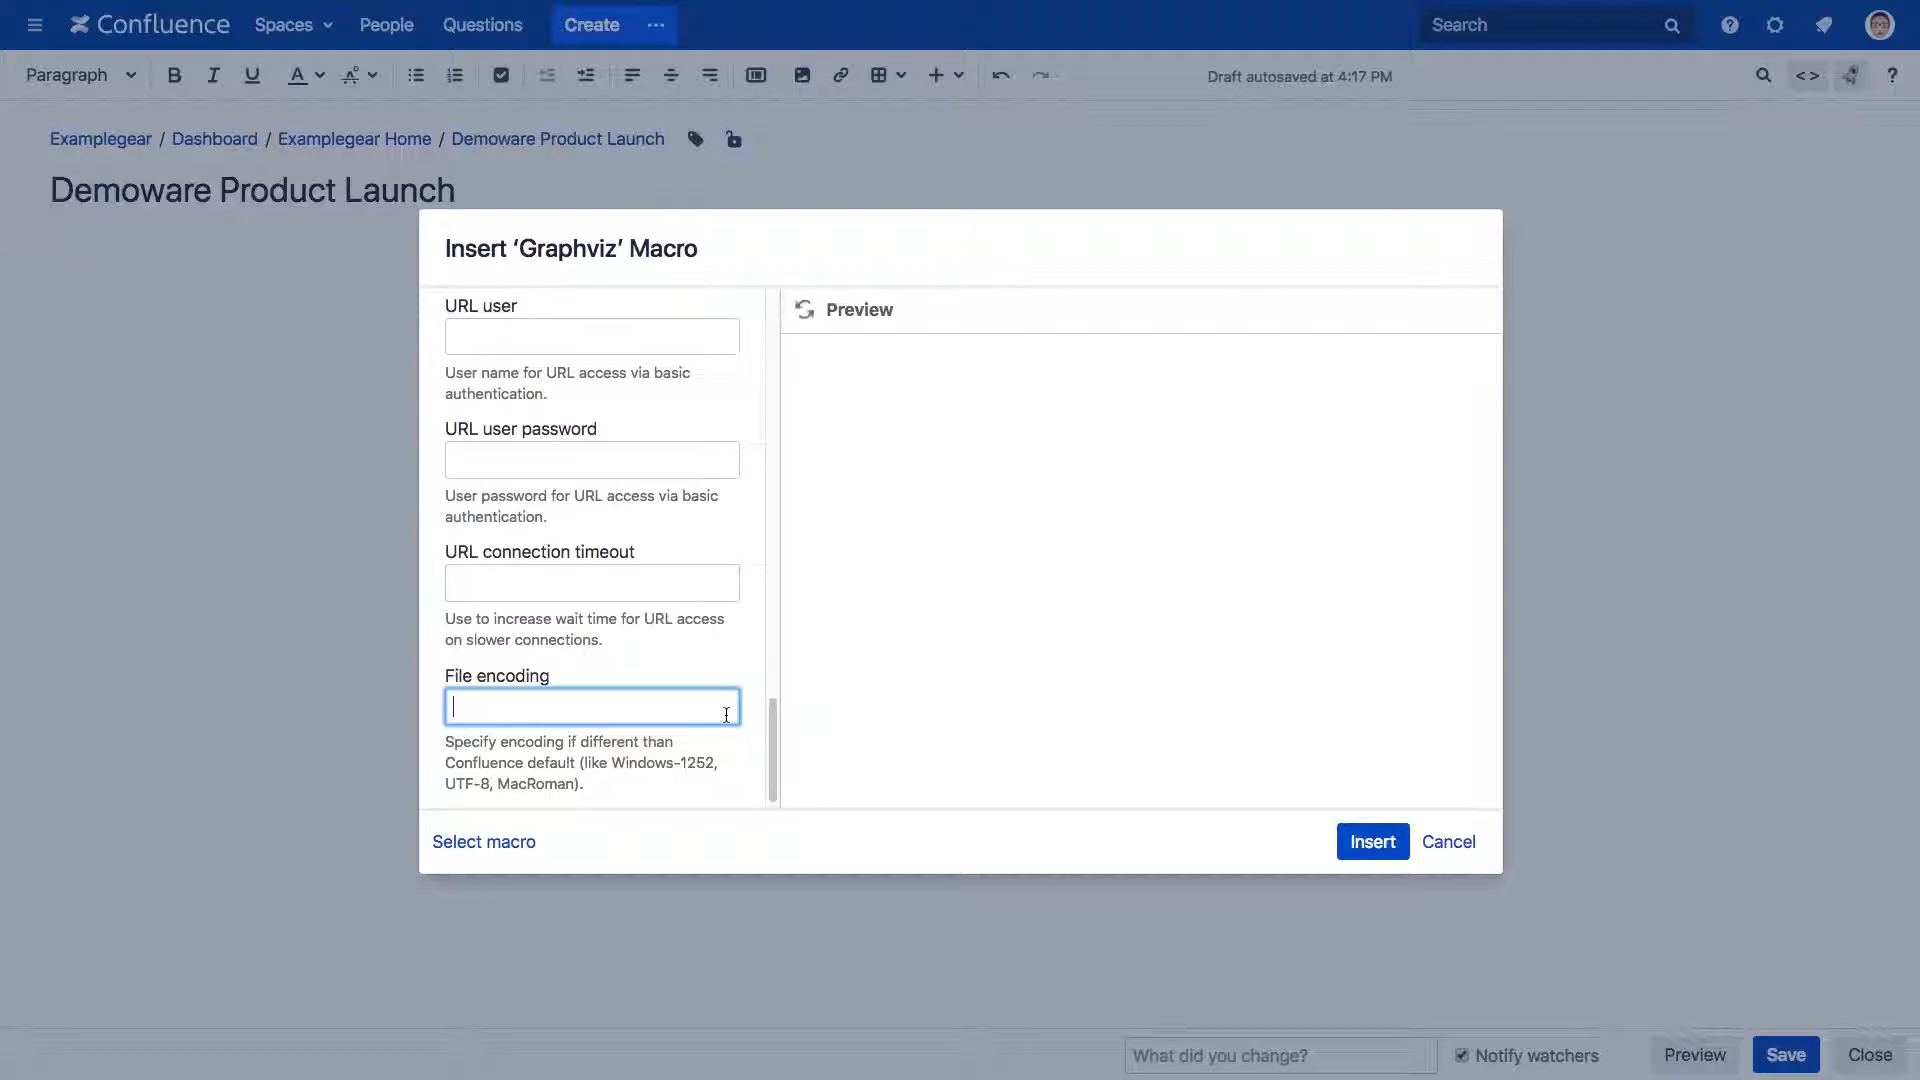 Confluence Spaces People Questions Create ··· Search
Paragraph B I U A Draft autosaved at 4:17 PM < > ?
Examplegear / Dashboard / Examplegear Home / Demoware Product Launch
Demoware Product Launch
Insert ‘Graphviz’ Macro
URL user
User name for URL access via basic
authentication.
URL user password
User password for URL access via basic
authentication.
URL connection timeout
Use to increase wait time for URL access
on slower connections.
File encoding
Specify encoding if different than
Confluence default (like Windows-1252,
UTF-8, MacRoman).
Preview
Select macro Insert Cancel
What did you change? Notify watchers Preview Save Close